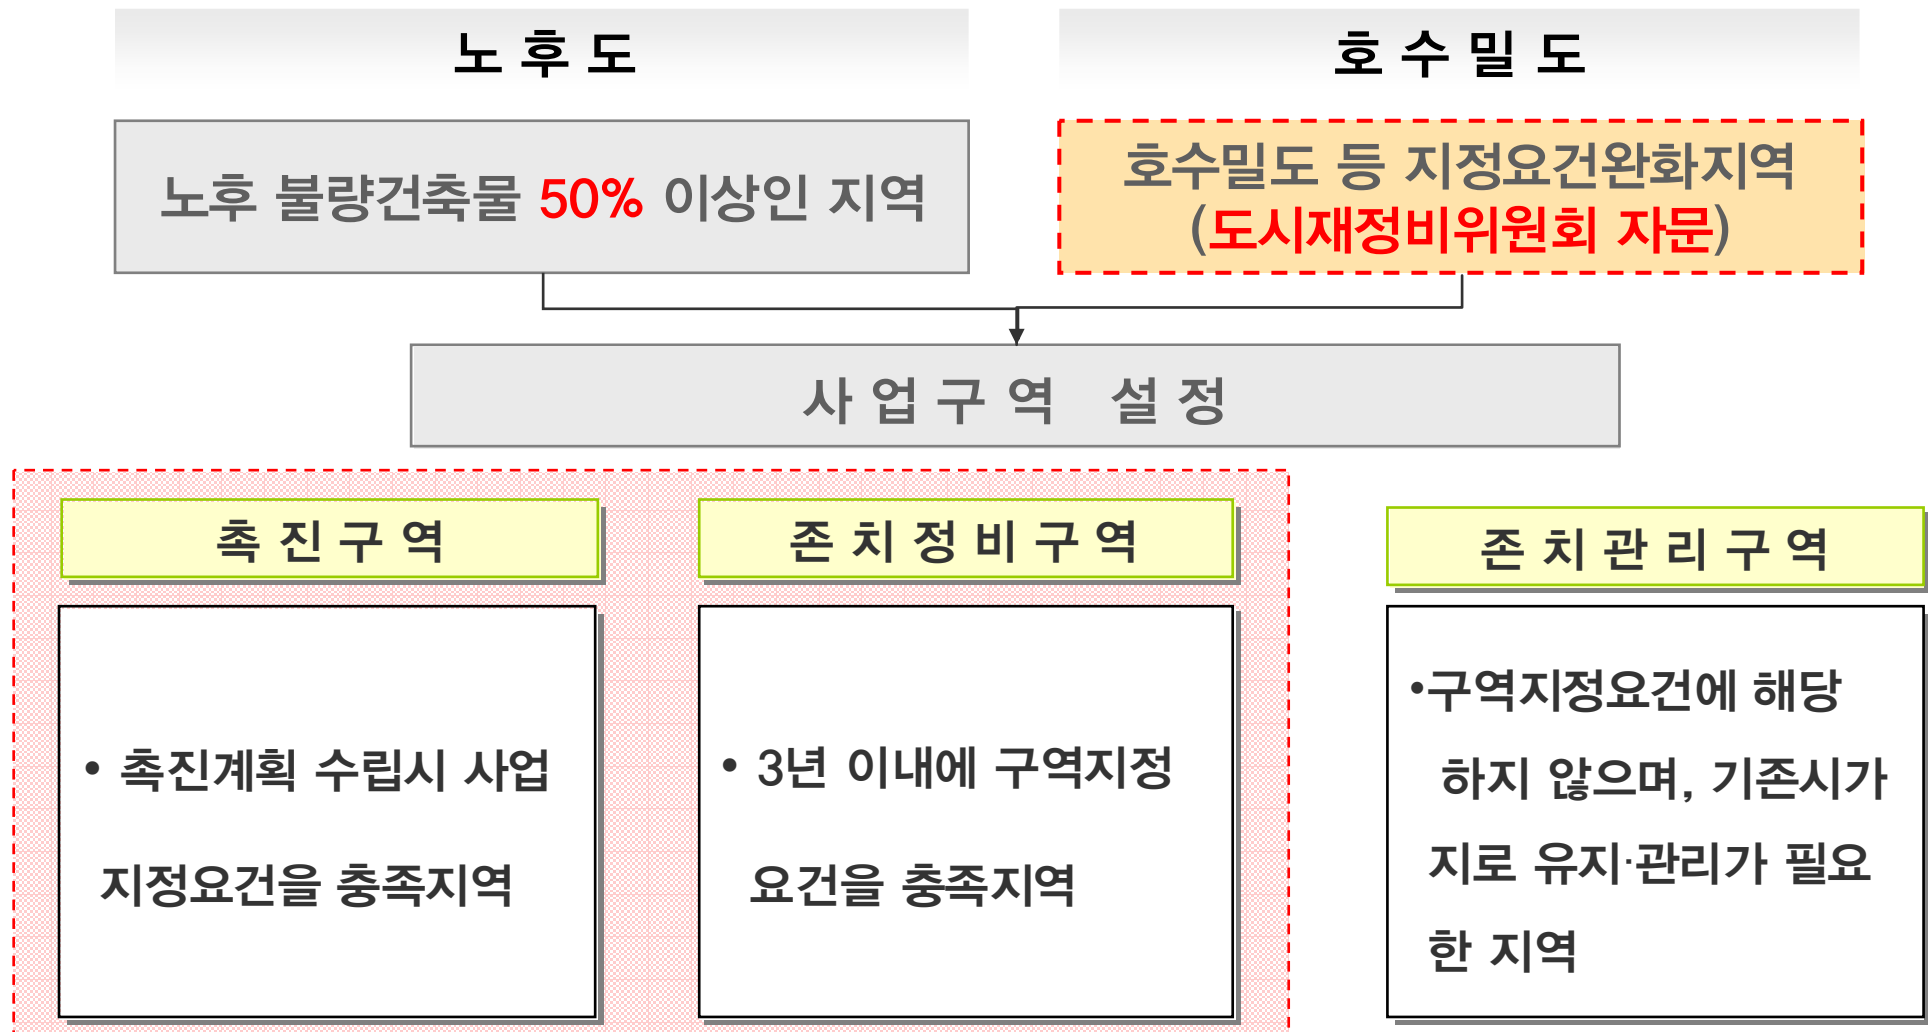 노 후 도
호 수 밀 도
노후 불량건축물 50% 이상인 지역
호수밀도 등 지정요건완화지역
(도시재정비위원회 자문)
사 업 구 역 설 정
촉 진 구 역
• 촉진계획 수립시 사업
지정요건을 충족지역
존 치 정 비 구 역
• 3년 이내에 구역지정
요건을 충족지역
존 치 관 리 구 역
•구역지정요건에 해당
하지 않으며, 기존시가
지로 유지·관리가 필요
한 지역